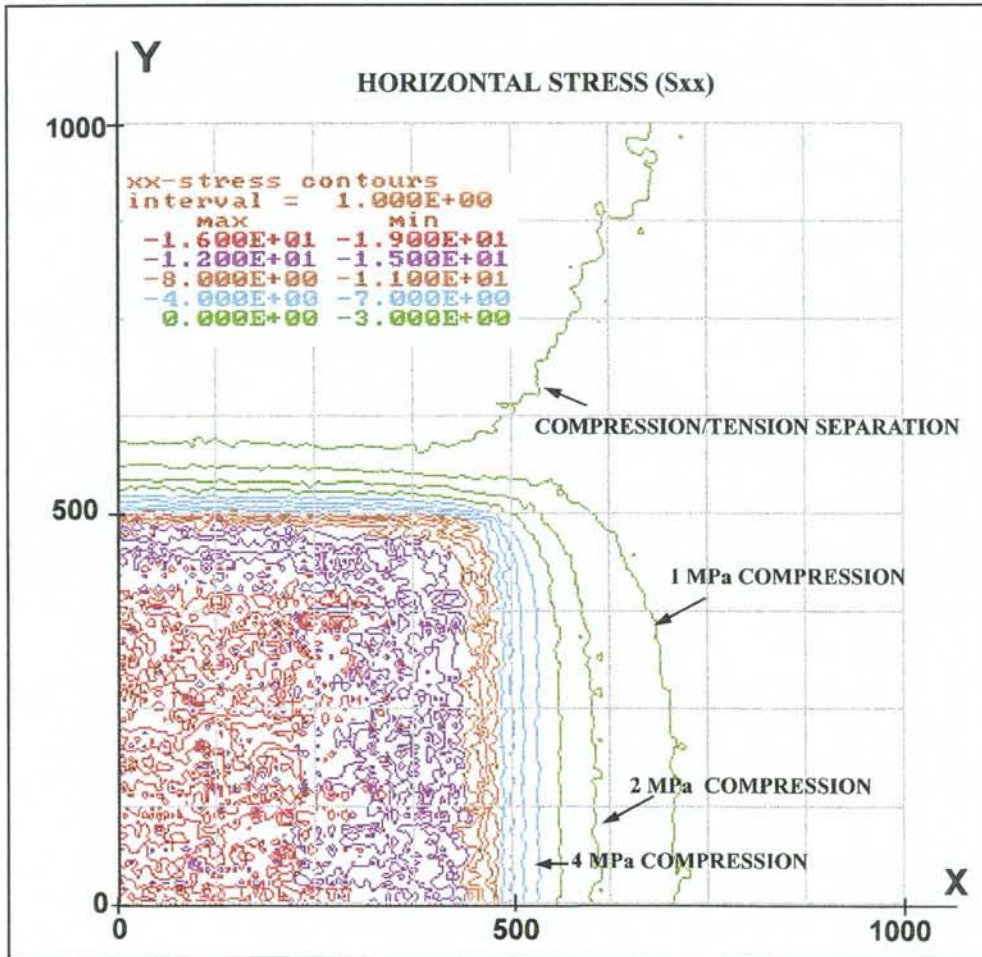 Y
HORIZONTAL STRESS (Sxx)
1000
xx-stress contours
interval = 1.000E+00
max min
-1.600E+01 -1.900E+01
-1.200E+01 -1.500E+01
-8.000E+00 -1.100E+01
-4.000E+00 -7.000E+00
0.000E+00 -3.000E+00
COMPRESSION/TENSION SEPARATION
500
1 MPa COMPRESSION
2 MPa COMPRESSION
4 MPa COMPRESSION
X
0
0 500 1000